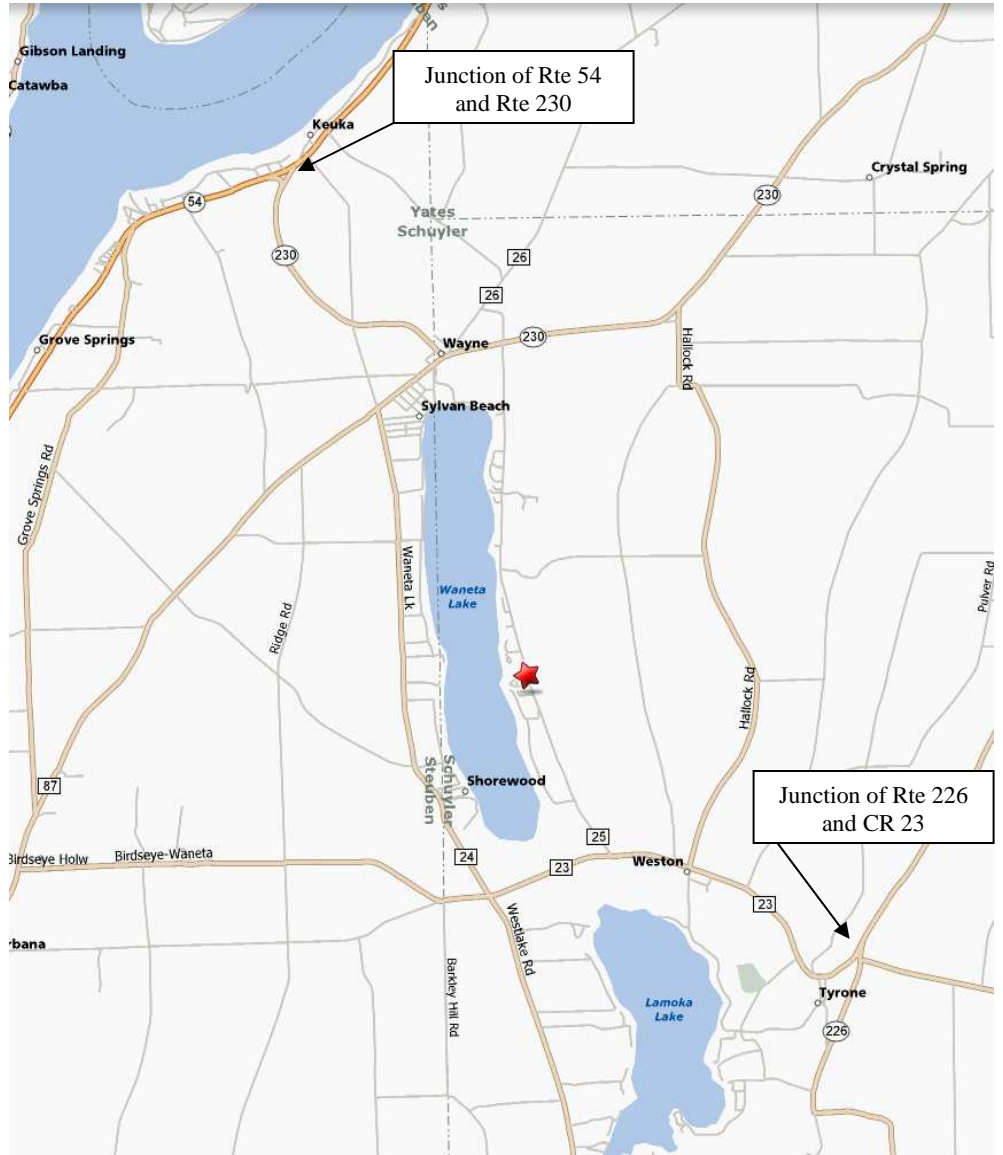 Steuben
Gibson Landing
Catawba
Junction of Rte 54
and Rte 230
Keuka
Crystal Spring
54
230
Yates
Schuyler
230
26
26
Grove Springs
Wayne
230
Hallock Rd
Sylvan Beach
Grove Springs Rd
Waneta Lk
Waneta
Lake
Ridge Rd
Pulver Rd
Hallock Rd
Schuyler
Steuben
87
Shorewood
Junction of Rte 226
and CR 23
25
Birdseye Holw
Birdseye-Waneta
24
23
Weston
23
Westlake Rd
rbana
Barkley Hill Rd
Lamoka
Lake
Tyrone
226